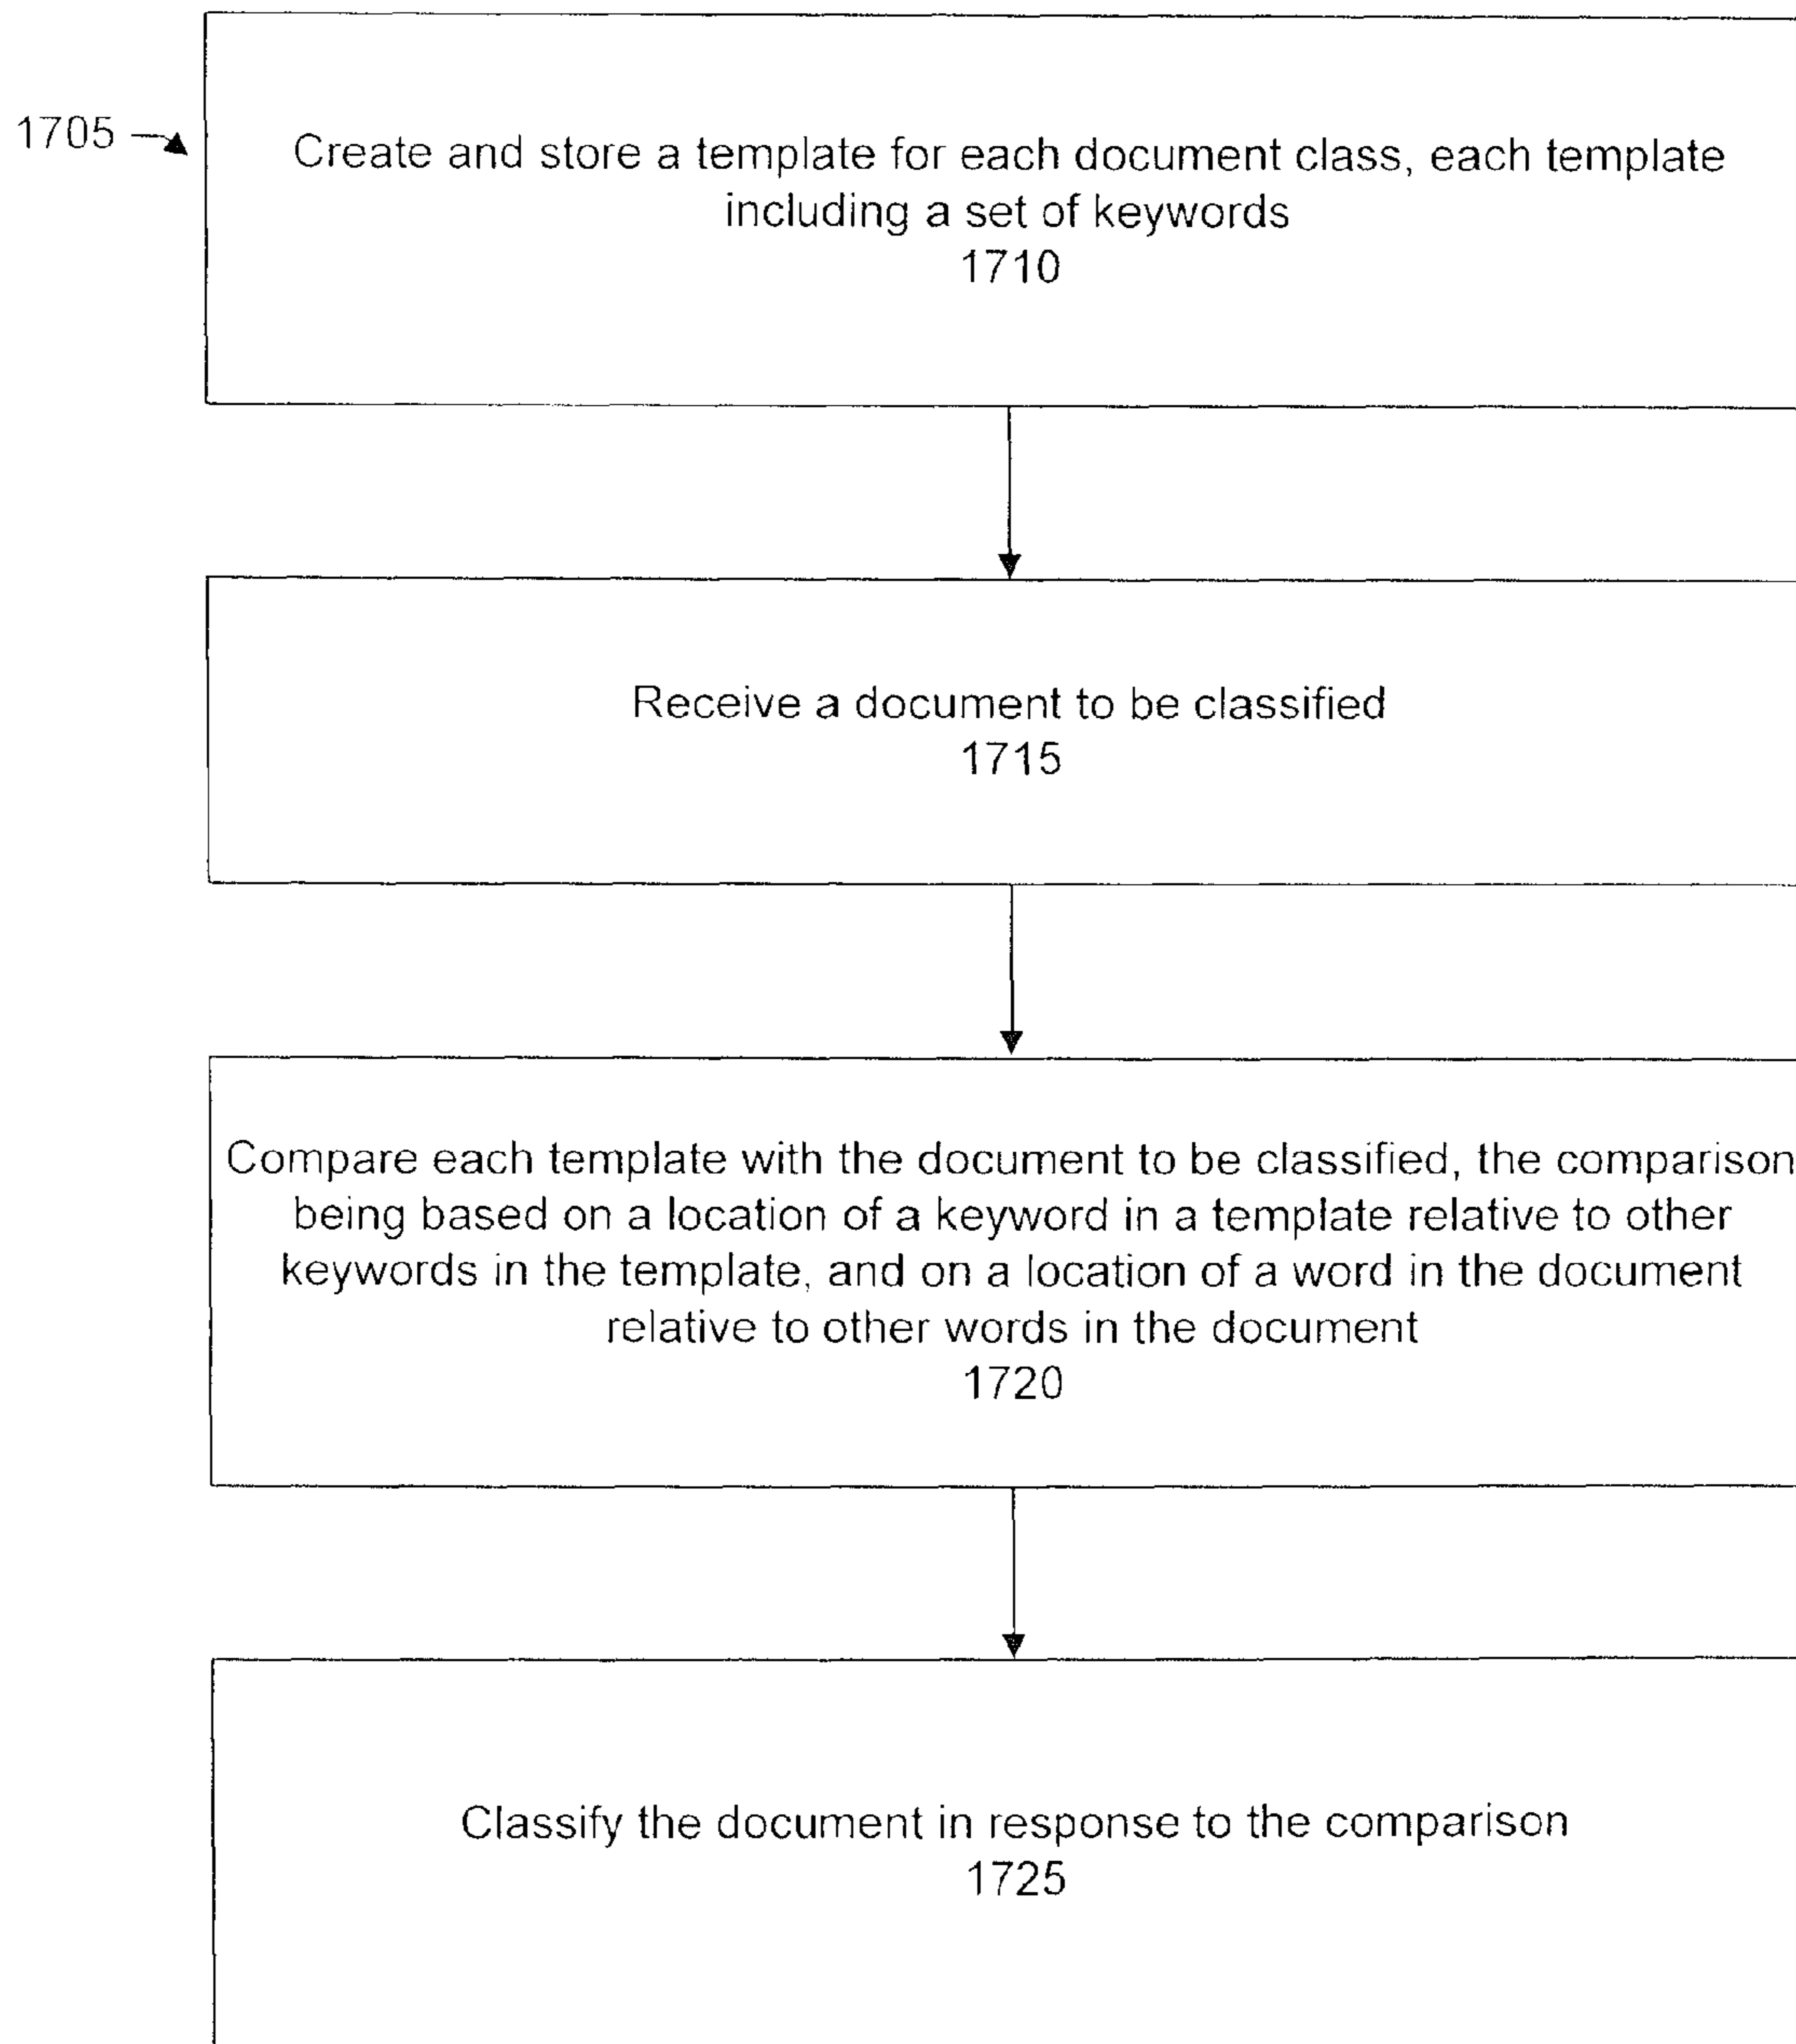 1705
Create and store a template for each document class, each template
including a set of keywords
1710
Receive a document to be classified
1715
Compare each template with the document to be classified, the comparison
being based on a location of a keyword in a template relative to other
keywords in the template, and on a location of a word in the document
relative to other words in the document
1720
Classify the document in response to the comparison
1725